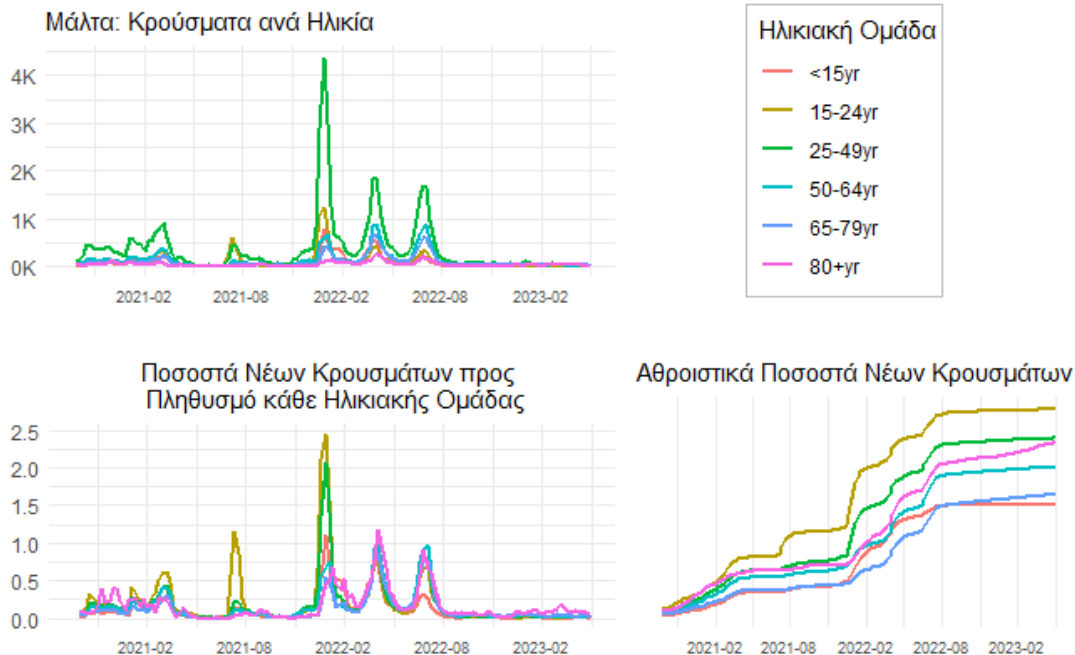 Μάλτα: Κρούσματα ανά Ηλικία
4K
3K
2K
1K
0K
2021-02 2021-08 2022-02 2022-08 2023-02
Ηλικιακή Ομάδα
<15yr
15-24yr
25-49yr
50-64yr
65-79yr
80+yr
Ποσοστά Νέων Κρουσμάτων προς
Πληθυσμό κάθε Ηλικιακής Ομάδας
2.5
2.0
1.5
1.0
0.5
0.0
2021-02 2021-08 2022-02 2022-08 2023-02
Αθροιστικά Ποσοστά Νέων Κρουσμάτων
2021-02 2021-08 2022-02 2022-08 2023-02